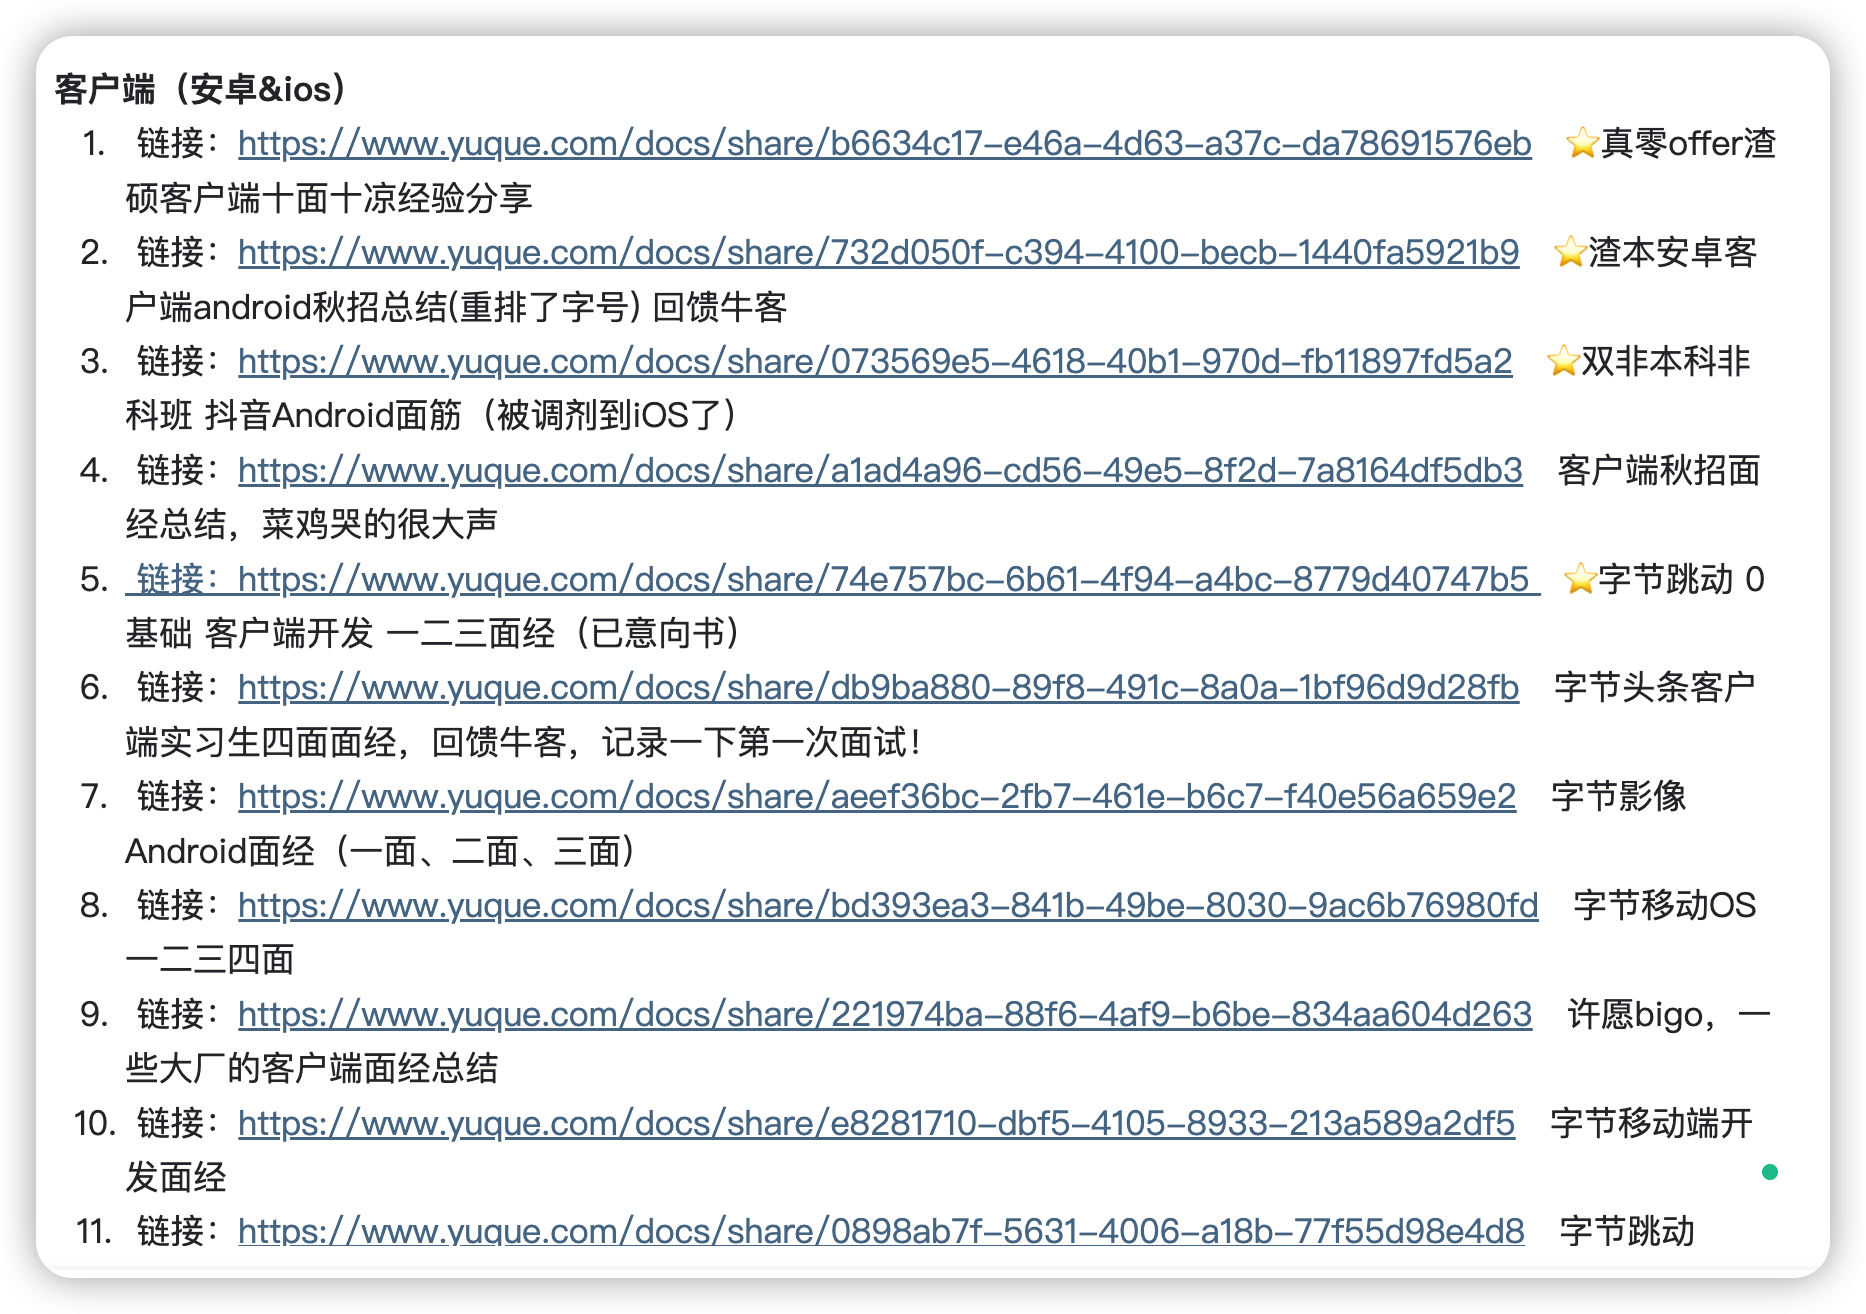 客户端（安卓&ios）
1. 链接：https://www.yuque.com/docs/share/b6634c17-e46a-4d63-a37c-da78691576eb ⭐真零offer渣
硕客户端十面十凉经验分享
2. 链接：https://www.yuque.com/docs/share/732d050f-c394-4100-becb-1440fa5921b9 ⭐渣本安卓客
户端android秋招总结(重排了字号) 回馈牛客
3. 链接：https://www.yuque.com/docs/share/073569e5-4618-40b1-970d-fb11897fd5a2 ⭐双非本科非
科班 抖音Android面筋（被调剂到iOS了）
4. 链接：https://www.yuque.com/docs/share/a1ad4a96-cd56-49e5-8f2d-7a8164df5db3 客户端秋招面
经总结，菜鸡哭的很大声
5. 链接：https://www.yuque.com/docs/share/74e757bc-6b61-4f94-a4bc-8779d40747b5 ⭐字节跳动 0
基础 客户端开发 一二三面经（已意向书）
6. 链接：https://www.yuque.com/docs/share/db9ba880-89f8-491c-8a0a-1bf96d9d28fb 字节头条客户
端实习生四面面经，回馈牛客，记录一下第一次面试！
7. 链接：https://www.yuque.com/docs/share/aeef36bc-2fb7-461e-b6c7-f40e56a659e2 字节影像
Android面经（一面、二面、三面）
8. 链接：https://www.yuque.com/docs/share/bd393ea3-841b-49be-8030-9ac6b76980fd 字节移动OS
一二三四面
9. 链接：https://www.yuque.com/docs/share/221974ba-88f6-4af9-b6be-834aa604d263 许愿bigo，一
些大厂的客户端面经总结
10. 链接：https://www.yuque.com/docs/share/e8281710-dbf5-4105-8933-213a589a2df5 字节移动端开
发面经
11. 链接：https://www.yuque.com/docs/share/0898ab7f-5631-4006-a18b-77f55d98e4d8 字节跳动